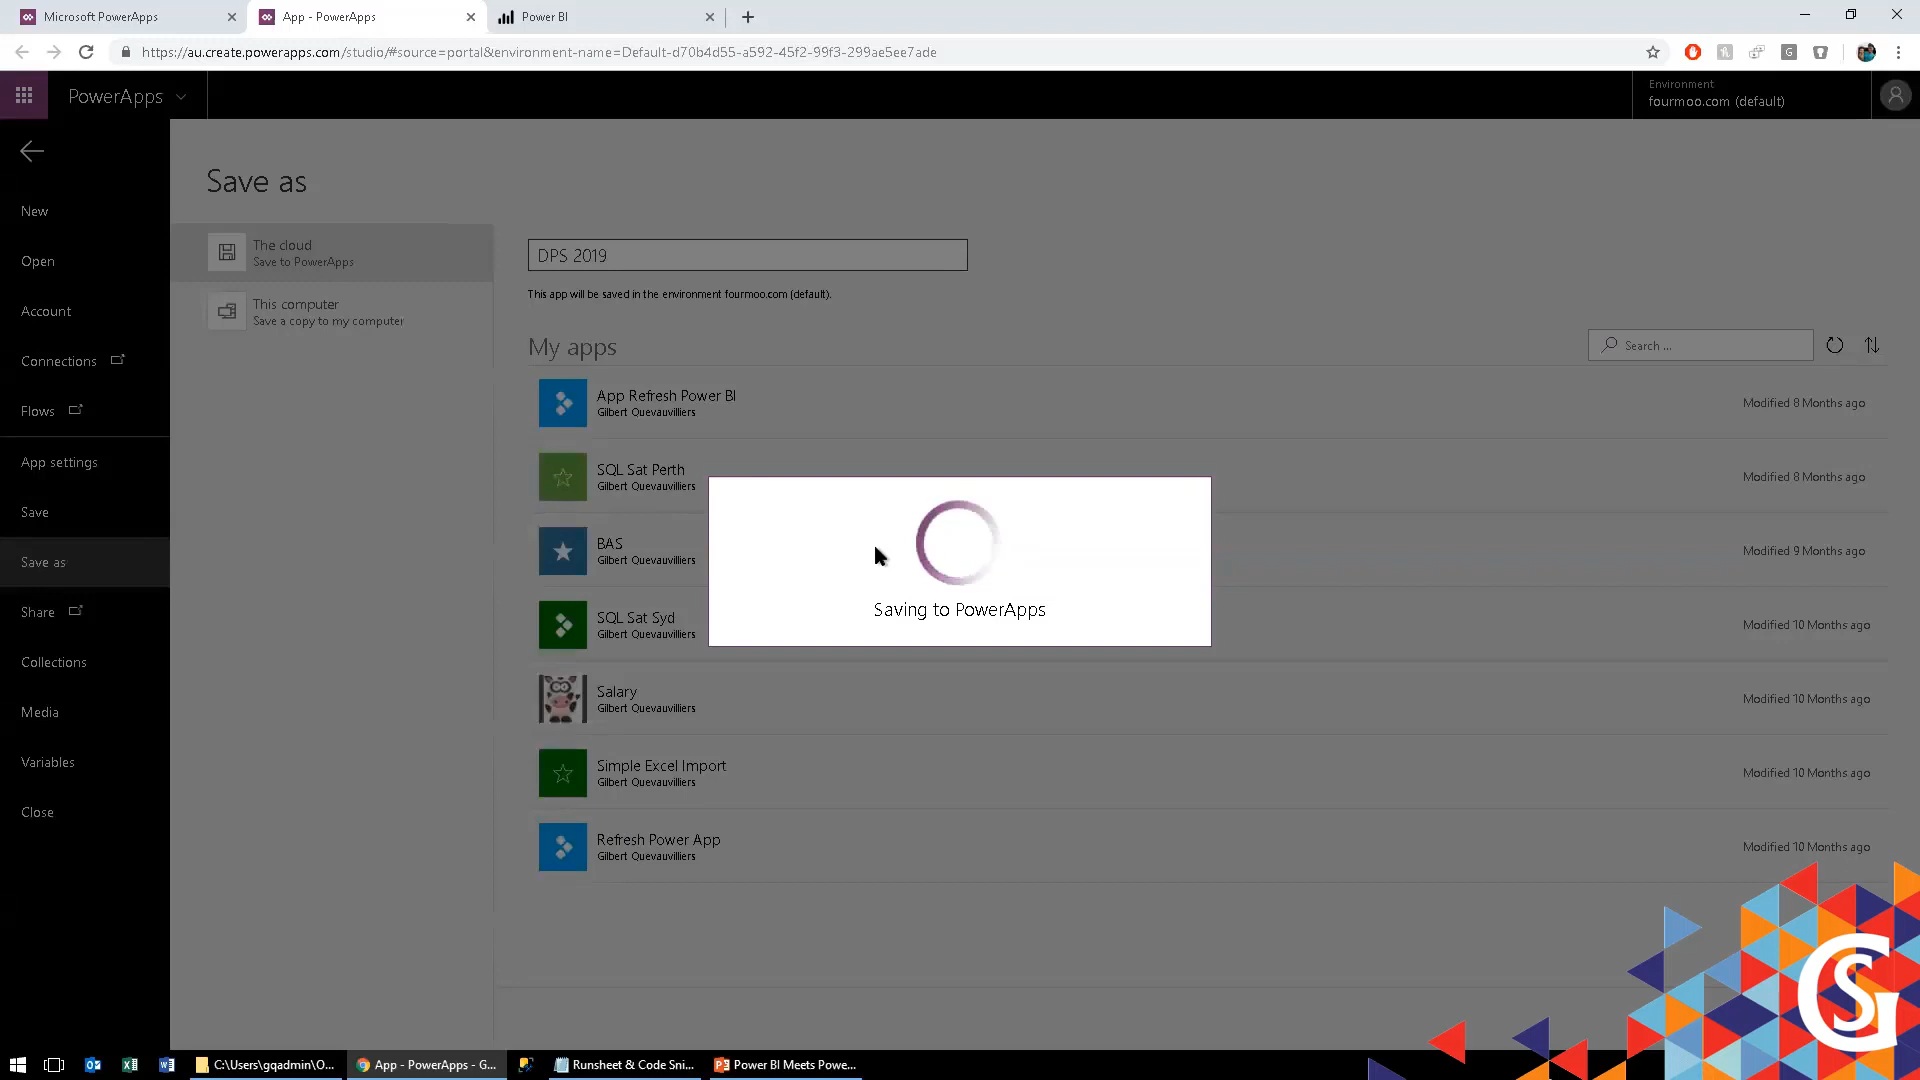 Microsoft PowerApps
App - PowerApps
Power BI
https://au.create.powerapps.com/studio/#source=portal&environment-name=Default-d70b4d55-a592-45f2-99f3-299ae5ee7ade
PowerApps
Environment
fourmoo.com (default)
Save as
New
Open
Account
Connections
Flows
App settings
Save
Save as
Share
Collections
Media
Variables
Close
The cloud
Save to PowerApps
This computer
Save a copy to my computer
DPS 2019
This app will be saved in the environment fourmoo.com (default).
My apps
Search ...
App Refresh Power BI
Gilbert Quevauvilliers
Modified 8 Months ago
SQL Sat Perth
Gilbert Quevauvilliers
Modified 8 Months ago
BAS
Gilbert Quevauvilliers
Modified 9 Months ago
SQL Sat Syd
Gilbert Quevauvilliers
Modified 10 Months ago
Salary
Gilbert Quevauvilliers
Modified 10 Months ago
Simple Excel Import
Gilbert Quevauvilliers
Modified 10 Months ago
Refresh Power App
Gilbert Quevauvilliers
Modified 10 Months ago
Saving to PowerApps
C:\Users\gqadmin\O...
App - PowerApps - G...
Runsheet & Code Sni...
Power BI Meets Powe...
GS